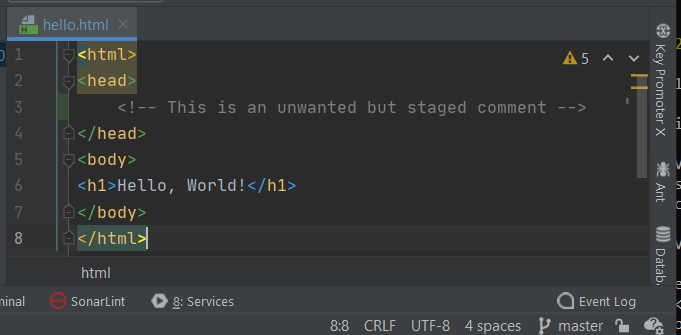 hello.html
1 <html>
2 <head>
3 <!-- This is an unwanted but staged comment -->
4 </head>
5 <body>
6 <h1>Hello, World!</h1>
7 </body>
8 </html>
5
html
Key Promoter X
Ant
minal SonarLint 8: Services Event Log
8:8 CRLF UTF-8 4 spaces master